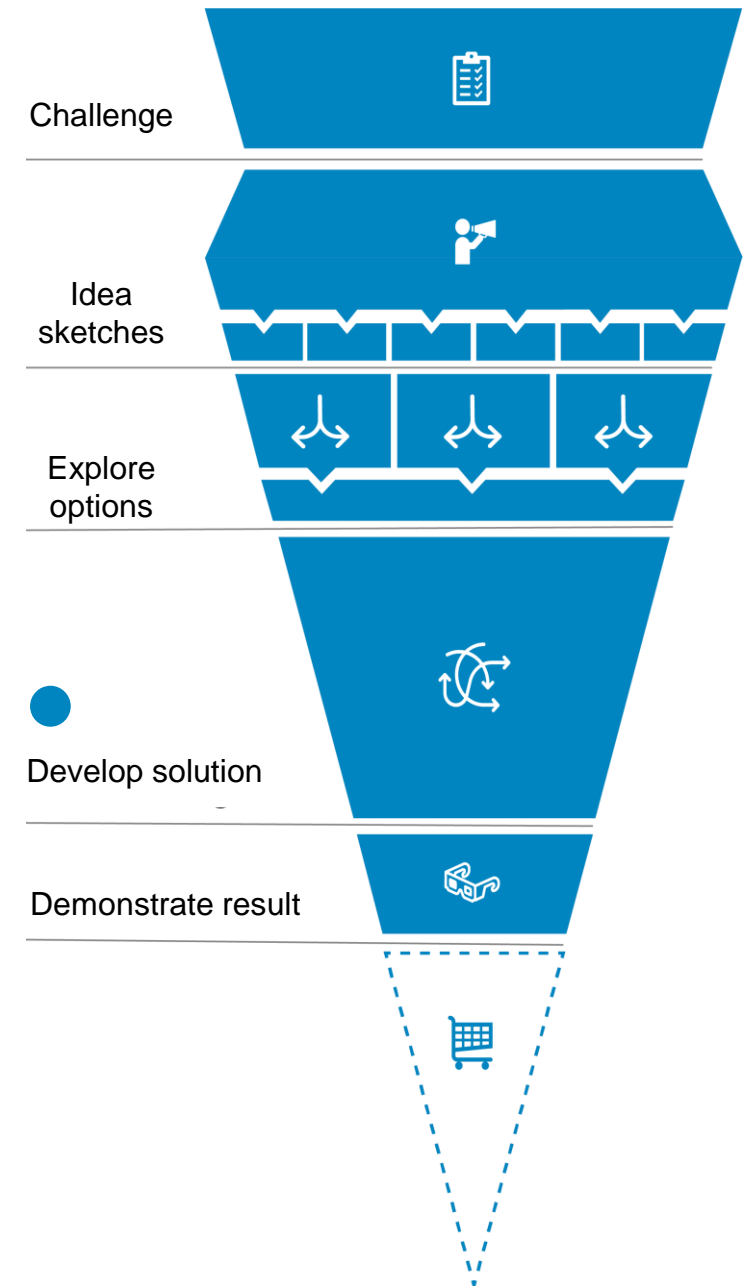 Challenge
Idea
sketches
Explore
options
Develop solution
Demonstrate result